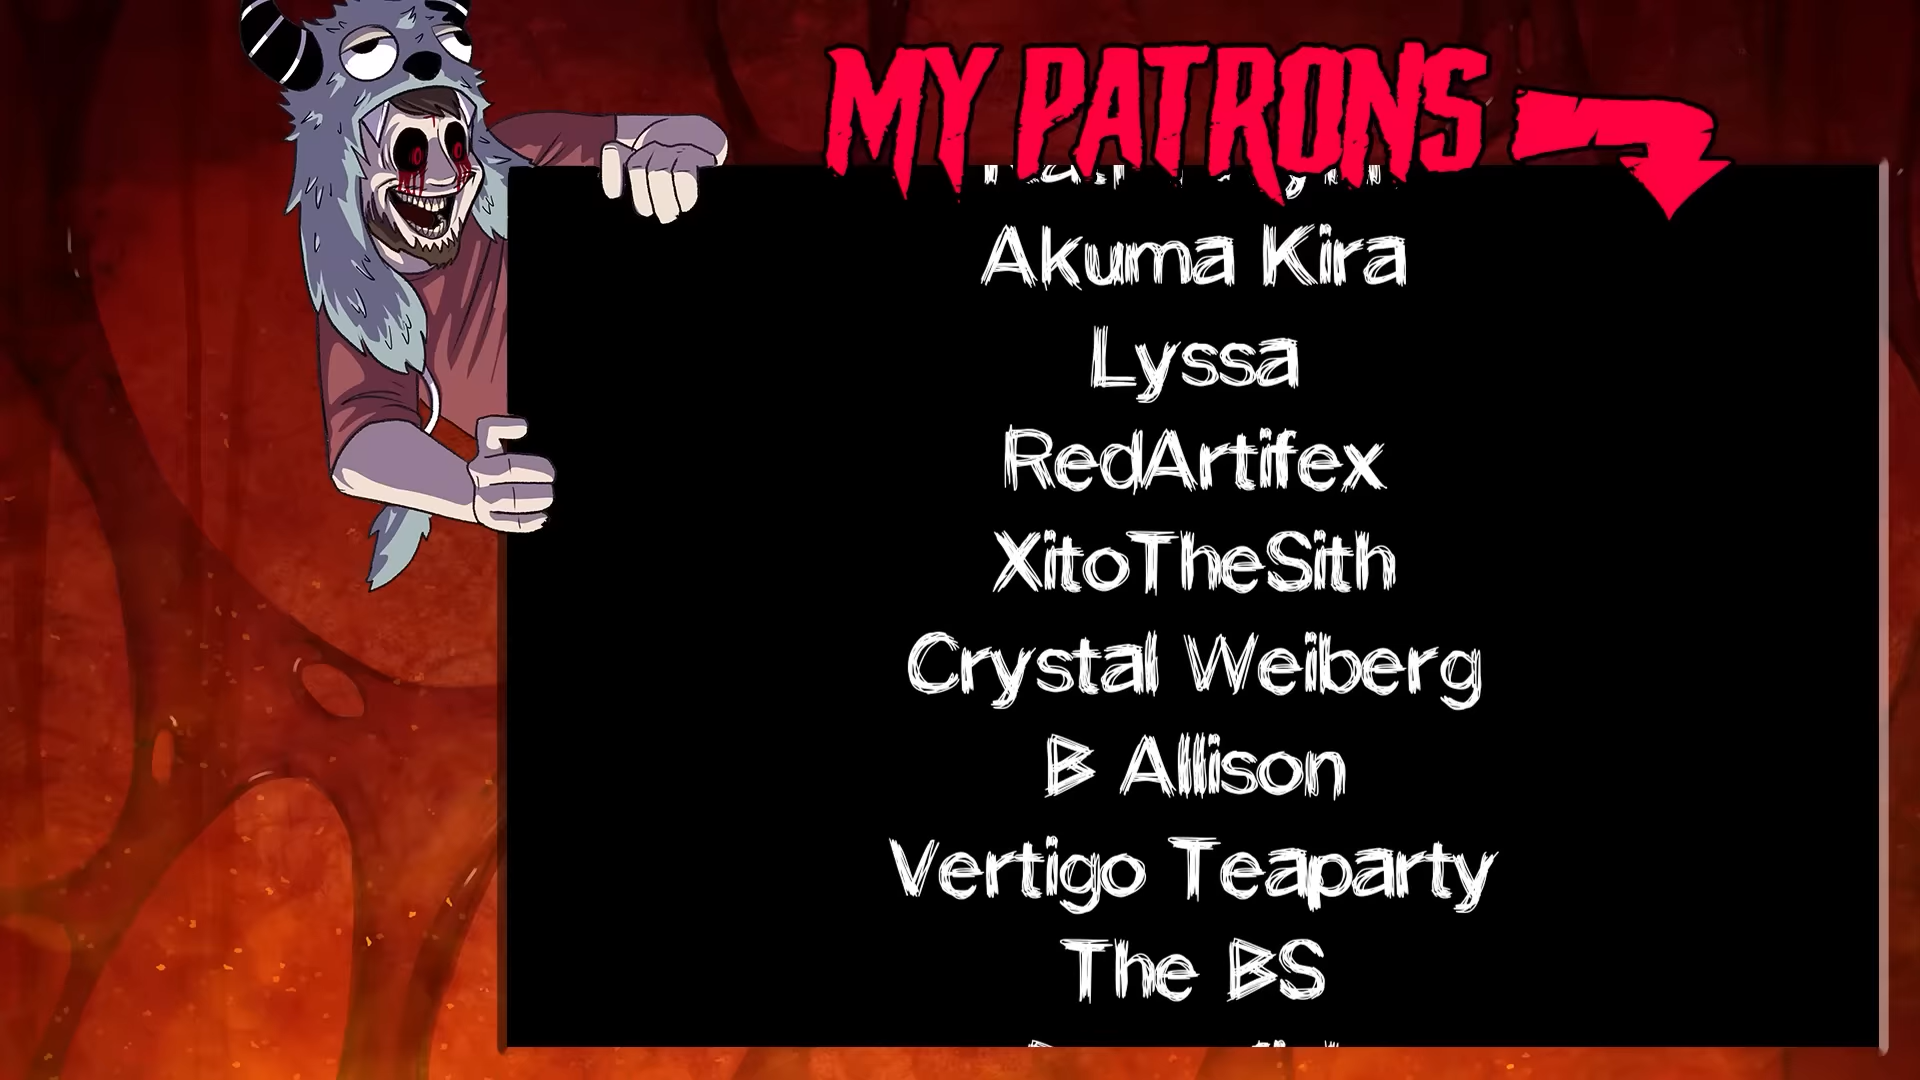 MY PATRONS
Akuma Kira
Lyssa
RedArtifex
XitoTheSith
Crystal Weiberg
B Allison
Vertigo Teaparty
The BS